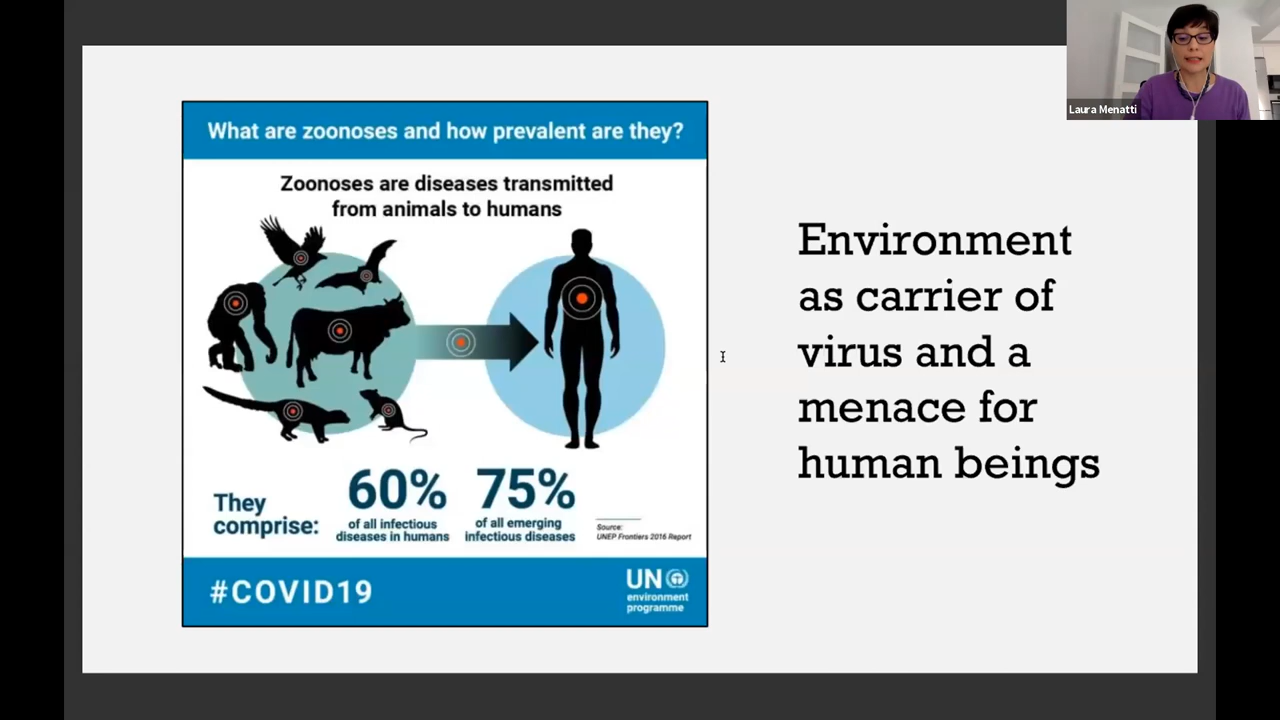 What are zoonoses and how prevalent are they?
Zoonoses are diseases transmitted
from animals to humans
They
comprise:
60%
of all infectious
diseases in humans
75%
of all emerging
infectious diseases
Source:
UNEP Frontiers 2016 Report
#COVID19
UN
environment
programme
Environment
as carrier of
virus and a
menace for
human beings
Laura Menatti